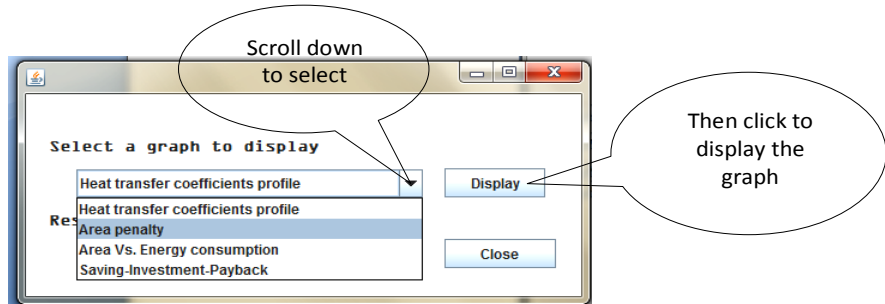 Scroll down
to select
Select a graph to display
Heat transfer coefficients profile
Display
Then click to
display the
graph
Heat transfer coefficients profile
Res
Area penalty
Area Vs. Energy consumption
Saving-Investment-Payback
Close